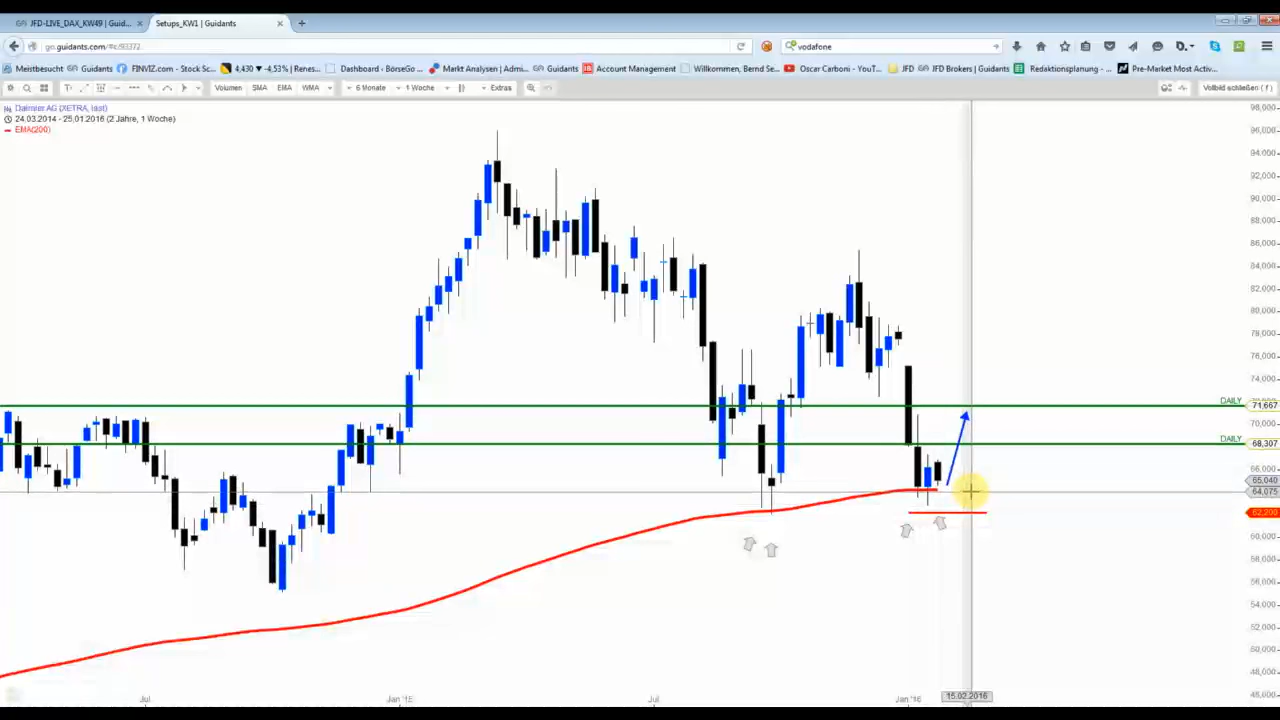 JFD-LIVE_DAX_KW49 | Guid... Setups_KW1 | Guidants
go.guidants.com/#c/93372 vodafone
Meistbesucht Guidants FINVIZ.com - Stock Sc... 4,430 ▼ -4,53% | Renes... Dashboard - BörseGo ... Markt Analysen | Admi... Guidants Account Management Willkommen, Bernd Se... Oscar Carboni - YouT... JFD JFD Brokers | Guidants Redaktionsplanung - ... Pre-Market Most Activ...
Volumen SMA EMA WMA 6 Monate 1 Woche Extras Vollbild schließen ( f )
Daimler AG (XETRA, last)
24.03.2014 - 25.01.2016 (2 Jahre, 1 Woche)
EMA(200)
98,000
96,000
94,000
92,000
90,000
88,000
86,000
84,000
82,000
80,000
78,000
76,000
74,000
DAILY 71,667
70,000
DAILY 68,307
66,000
65,040
64,075
62,200
60,000
58,000
56,000
54,000
52,000
50,000
48,000
46,000
Jul Jan '15 Jul Jan '16 15.02.2016